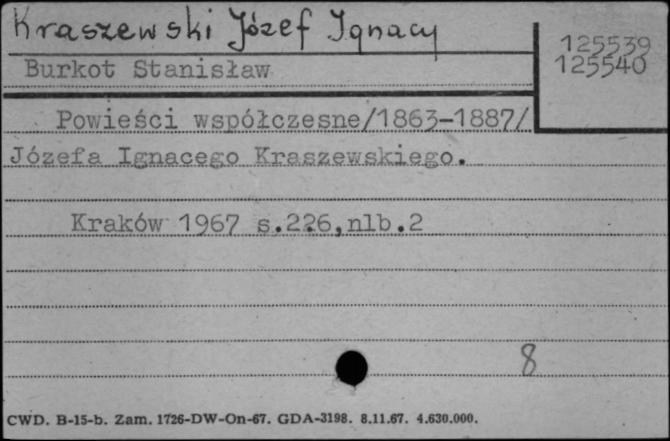 Kraszewski Józef Ignacy
125539
Burkot Stanisław
125540
Powieści współczesne/1863-1887/
Józefa Ignacego Kraszewskiego.
Kraków 1967 s.226,nlb.2
8
CWD. B-15-b. Zam. 1726-DW-On-67. GDA-3198. 8.11.67. 4.630.000.